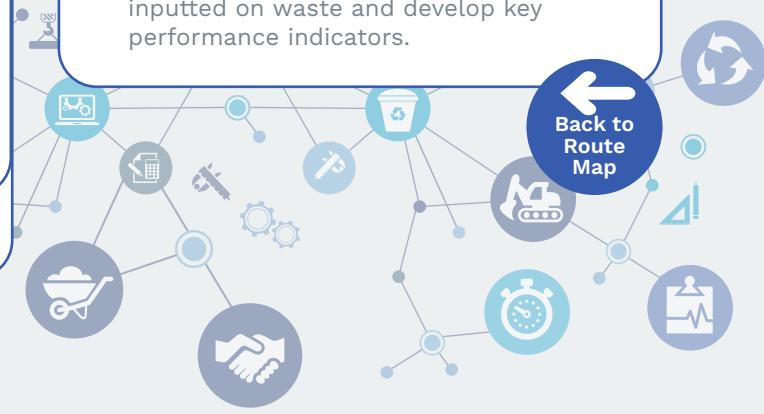 inputted on waste and develop key
performance indicators.
Back to
Route
Map